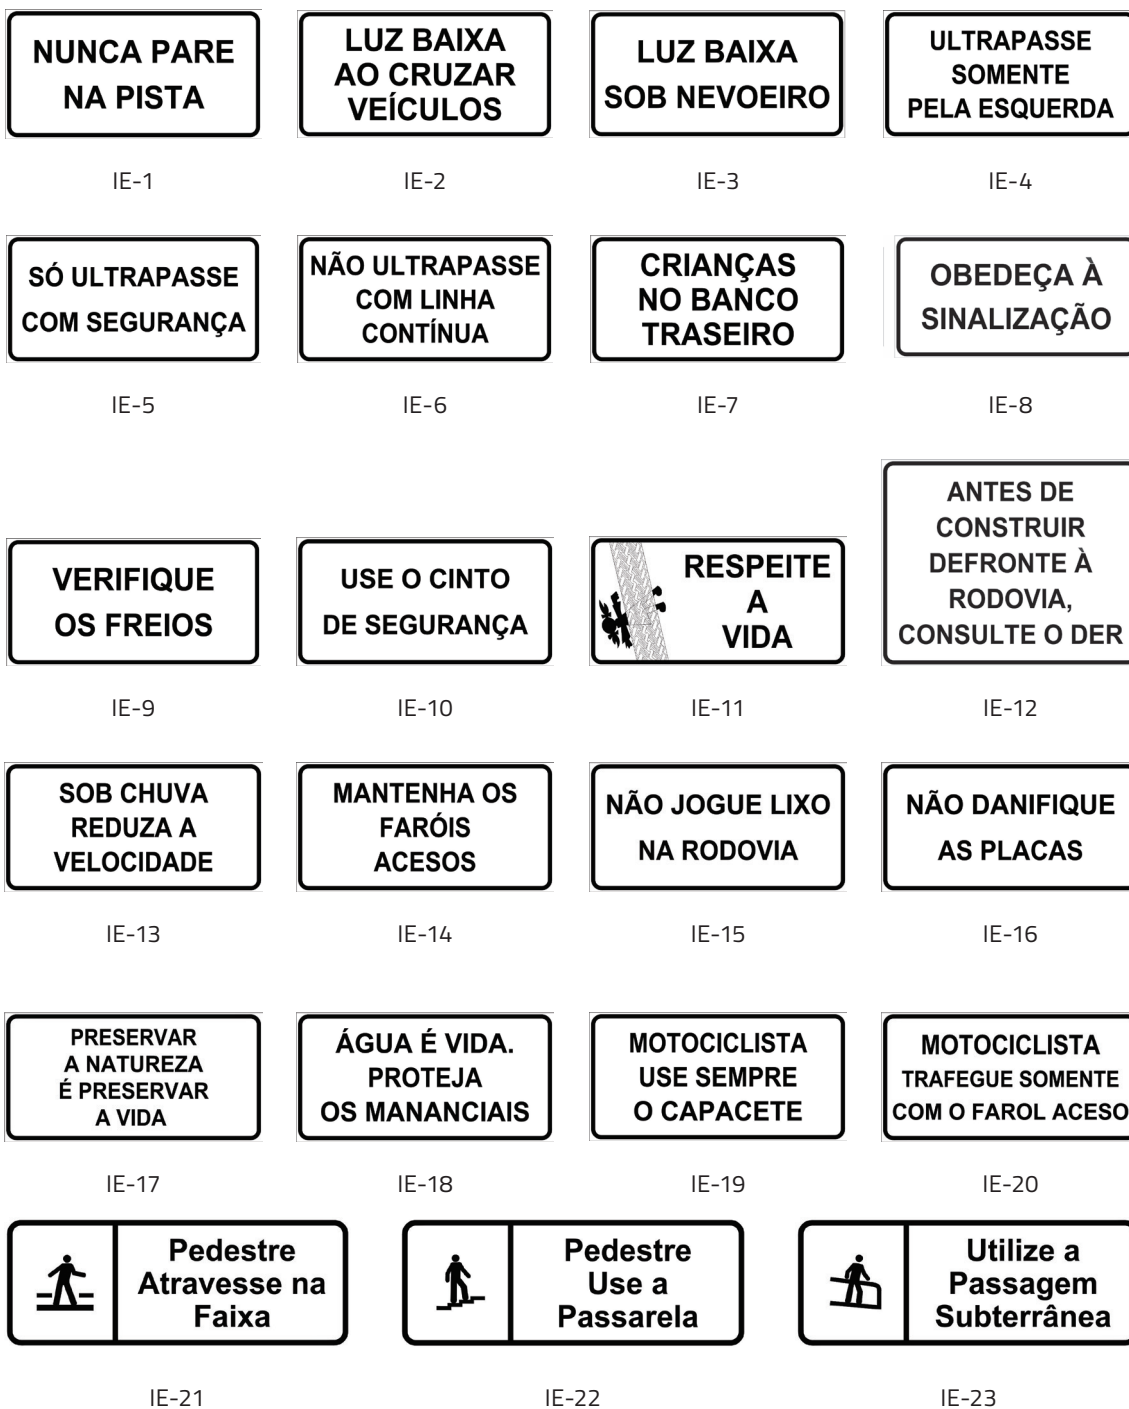 NUNCA PARE
NA PISTA
LUZ BAIXA
AO CRUZAR
VEÍCULOS
LUZ BAIXA
SOB NEVOEIRO
ULTRAPASSE
SOMENTE
PELA ESQUERDA
IE-1
IE-2
IE-3
IE-4
SÓ ULTRAPASSE
COM SEGURANÇA
NÃO ULTRAPASSE
COM LINHA
CONTÍNUA
CRIANÇAS
NO BANCO
TRASEIRO
OBEDEÇA À
SINALIZAÇÃO
IE-5
IE-6
IE-7
IE-8
VERIFIQUE
OS FREIOS
USE O CINTO
DE SEGURANÇA
RESPEITE
A
VIDA
ANTES DE
CONSTRUIR
DEFRONTE À
RODOVIA,
CONSULTE O DER
IE-9
IE-10
IE-11
IE-12
SOB CHUVA
REDUZA A
VELOCIDADE
MANTENHA OS
FARÓIS
ACESOS
NÃO JOGUE LIXO
NA RODOVIA
NÃO DANIFIQUE
AS PLACAS
IE-13
IE-14
IE-15
IE-16
PRESERVAR
A NATUREZA
É PRESERVAR
A VIDA
ÁGUA É VIDA.
PROTEJA
OS MANANCIAIS
MOTOCICLISTA
USE SEMPRE
O CAPACETE
MOTOCICLISTA
TRAFEGUE SOMENTE
COM O FAROL ACESO
IE-17
IE-18
IE-19
IE-20
Pedestre
Atravesse na
Faixa
Pedestre
Use a
Passarela
Utilize a
Passagem
Subterrânea
IE-21
IE-22
IE-23